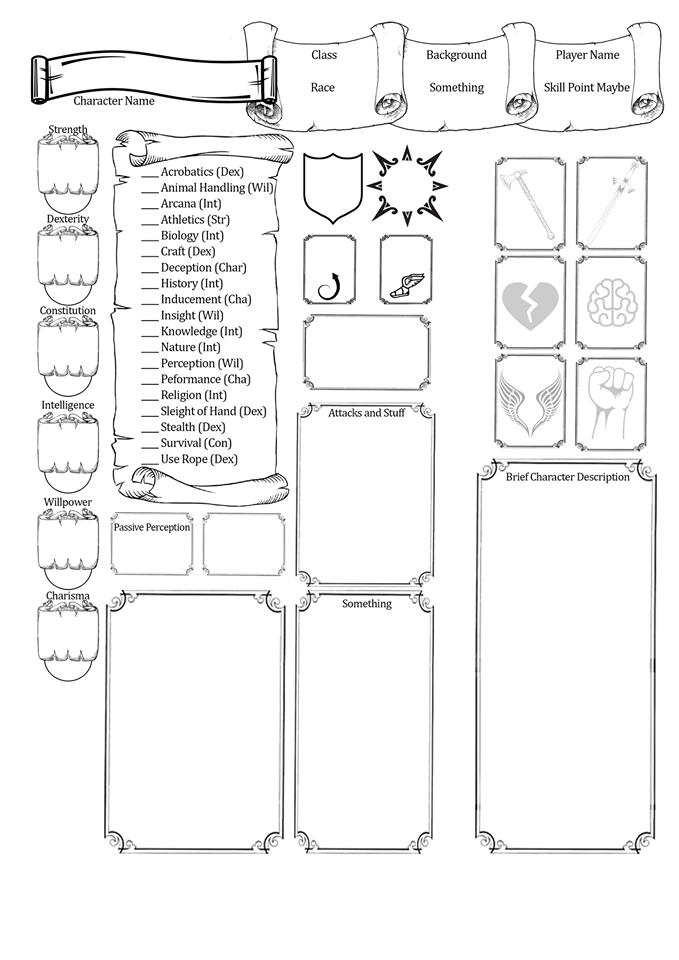 Class
Background
Player Name
Race
Something
Skill Point Maybe
Character Name
Strength
Dexterity
Constitution
Intelligence
Willpower
Charisma
___ Acrobatics (Dex)
___ Animal Handling (Wil)
___ Arcana (Int)
___ Athletics (Str)
___ Biology (Int)
___ Craft (Dex)
___ Deception (Char)
___ History (Int)
___ Inducement (Cha)
___ Insight (Wil)
___ Knowledge (Int)
___ Nature (Int)
___ Perception (Wil)
___ Peformance (Cha)
___ Religion (Int)
___ Sleight of Hand (Dex)
___ Stealth (Dex)
___ Survival (Con)
___ Use Rope (Dex)
Passive Perception
Attacks and Stuff
Something
Brief Character Description